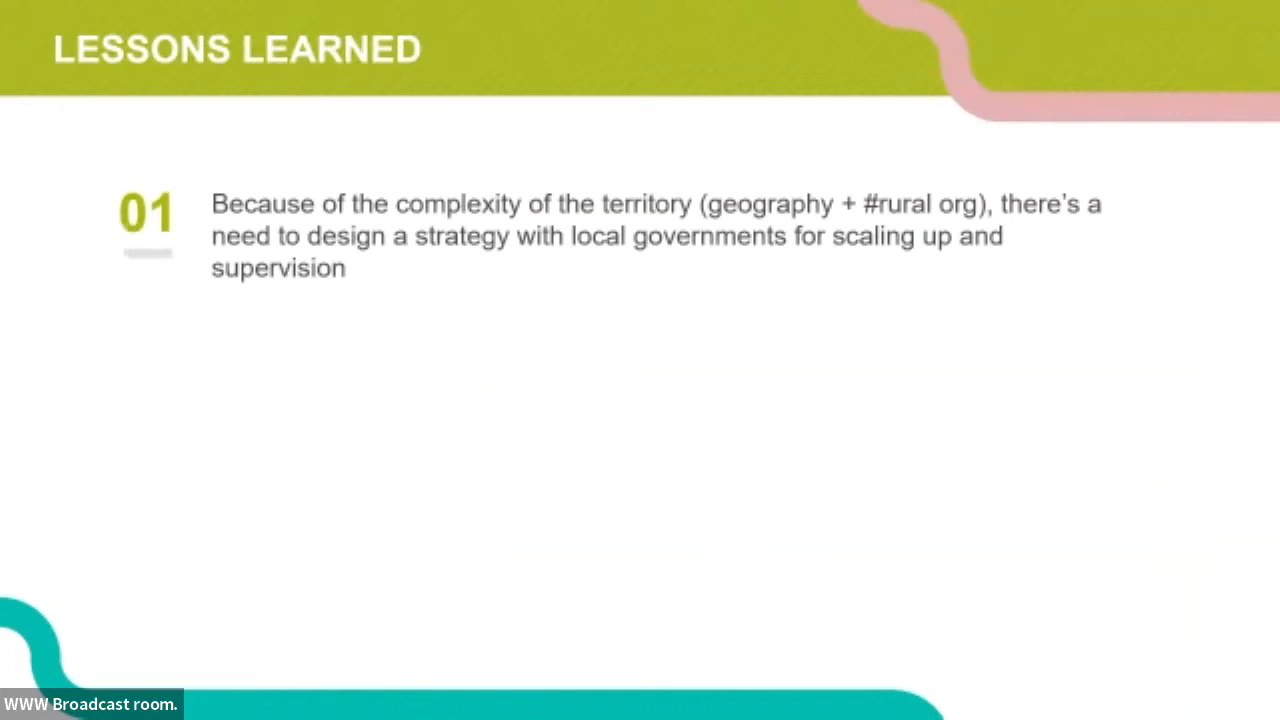 LESSONS LEARNED
01
Because of the complexity of the territory (geography + #rural org), there's a
need to design a strategy with local governments for scaling up and
supervision
WWW Broadcast room.